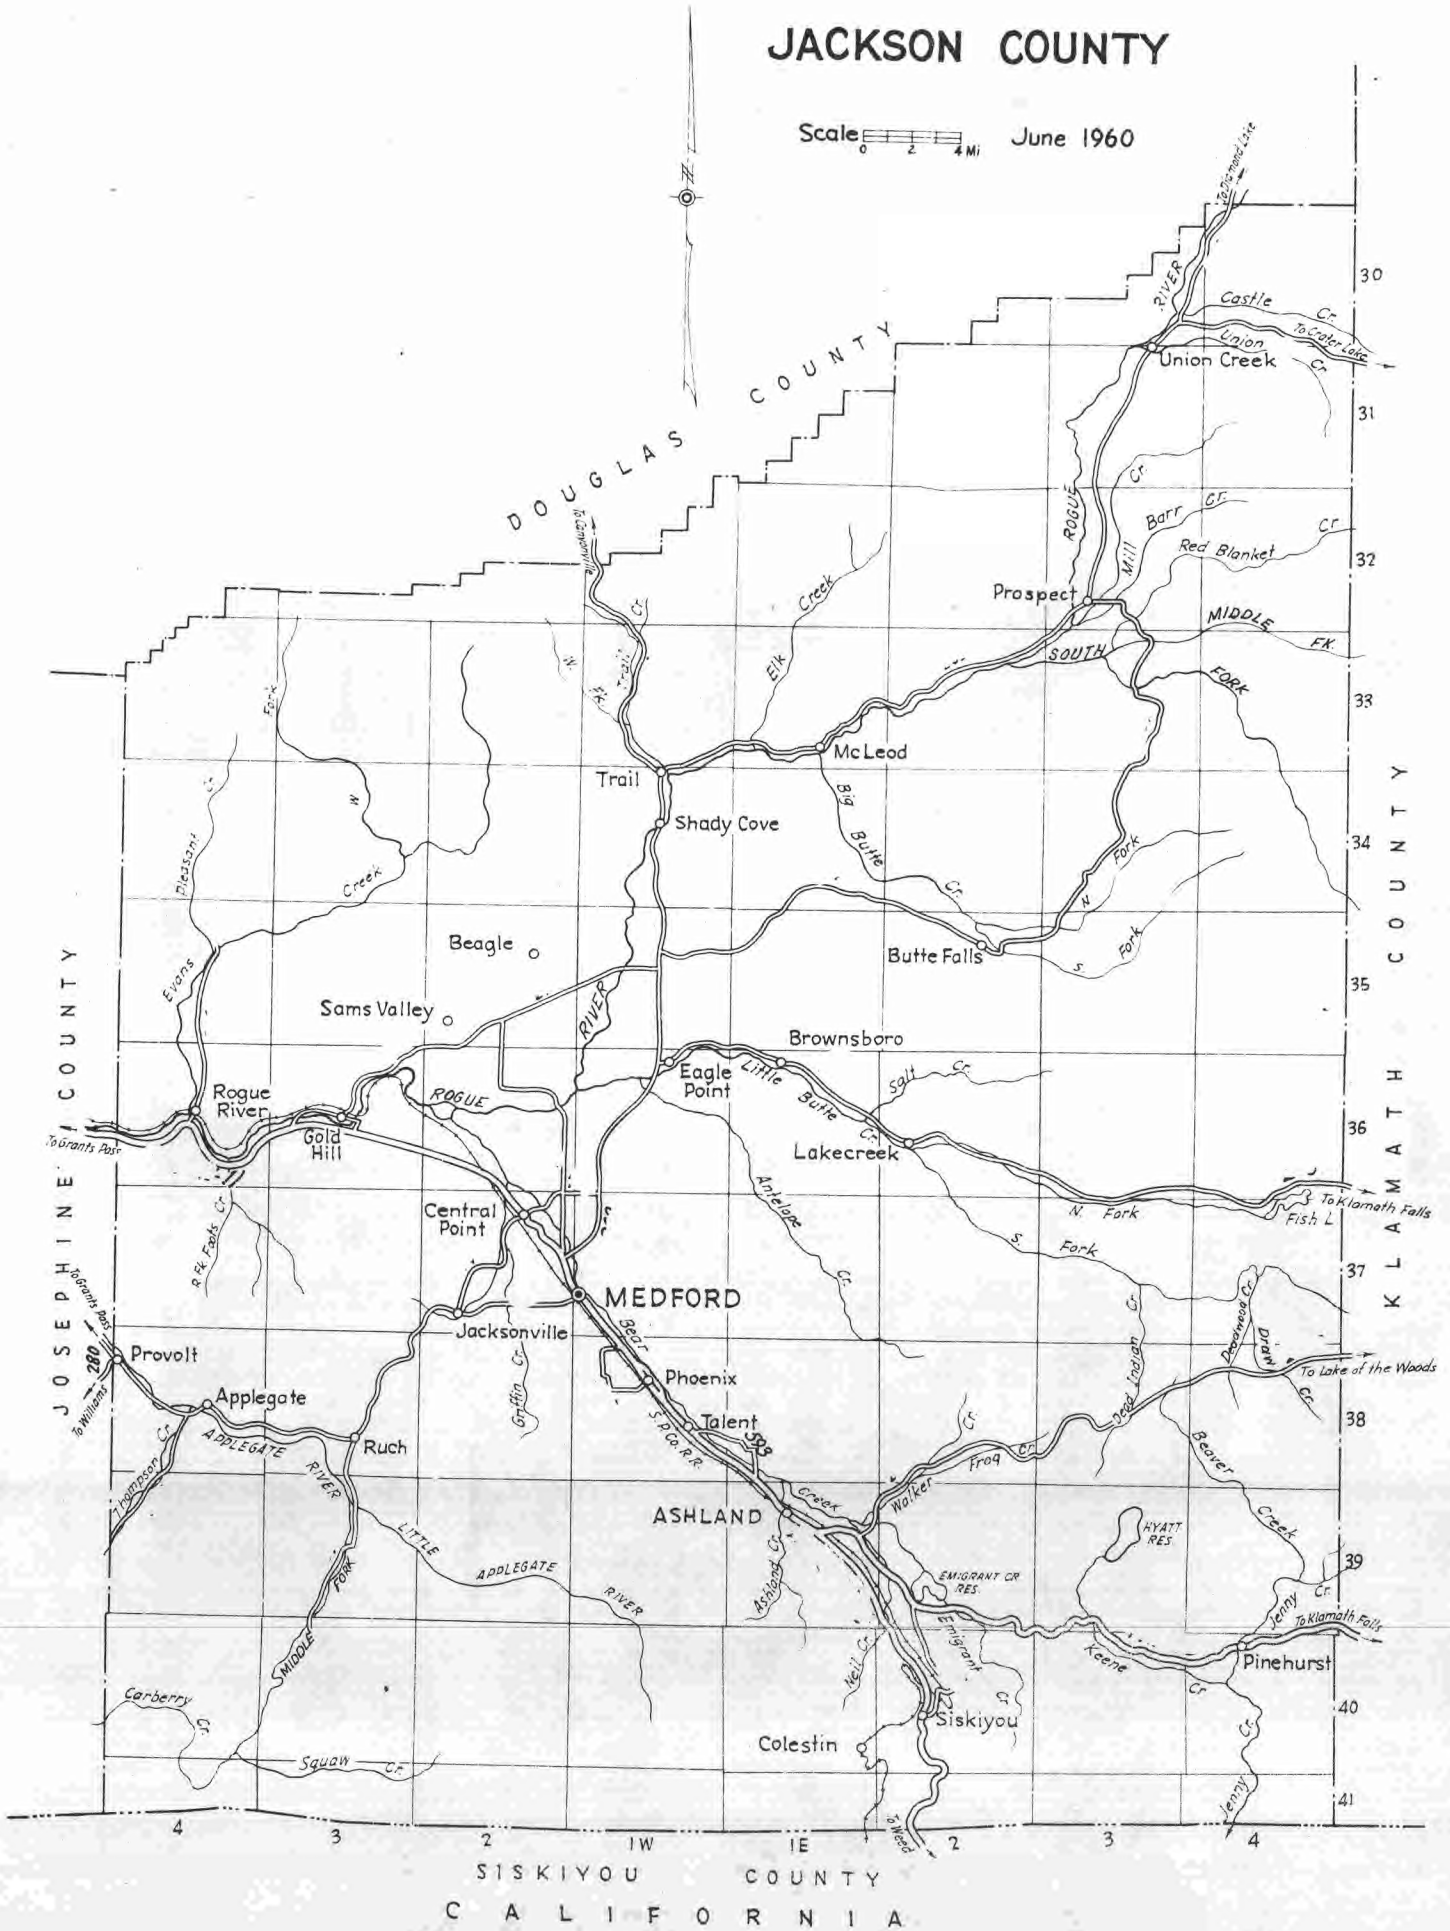 JACKSON COUNTY
Scale
0 2 4 Mi
June 1960
To Diamond Lake
N
RIVER
Castle
Cr.
30
To Crater Lake
Union
Cr.
Union Creek
DOUGLAS COUNTY
31
To Canyonville
ROGUE
Cr.
Mill
Barr Cr.
Red Blanket Cr
32
Prospect
MIDDLE
FK.
SOUTH
FORK
Elk Creek
Trail Cr.
W. Fk.
33
Fork
W
Trail
McLeod
Shady Cove
Pleasant Cr.
Creek
Evans
Big
Butte
Cr.
N
Fork
34
Butte Falls
S.
Fork
Beagle
35
Sams Valley
RIVER
Brownsboro
Eagle
Point
Little
Butte
Cr.
Salt Cr.
Rogue
River
ROGUE
Gold
Hill
To Grants Pass
Lakecreek
36
JOSEPHINE COUNTY
KLAMATH COUNTY
Antelope
Cr.
To Klamath Falls
N. Fork
Fish L.
S. Fork
Central
Point
R. Fk. Foots Cr
37
MEDFORD
To Grants Pass
Jacksonville
Bear
Griffin Cr.
Dead Indian Cr
Deadwood Cr
Draw
Cr.
To Lake of the Woods
280
Provolt
To Williams
Applegate
Phoenix
Talent
593
S.P.Co.R.R.
38
APPLEGATE
RIVER
Ruch
Thompson Cr.
Cr.
Frog Cr
Walker
Beaver
Creek
ASHLAND
Creek
LITTLE
APPLEGATE
RIVER
Ashland Cr.
HYATT
RES
39
FORK
EMIGRANT CR
RES.
Jenny
Cr.
To Klamath Falls
MIDDLE
Neil Cr.
Emigrant
Cr
Keene
Cr
Pinehurst
Carberry
Cr.
Siskiyou
Cr.
40
Colestin
Squaw Cr.
Jenny
41
To Weed
4 3 2 1W 1E 2 3 4
SISKIYOU COUNTY
CALIFORNIA